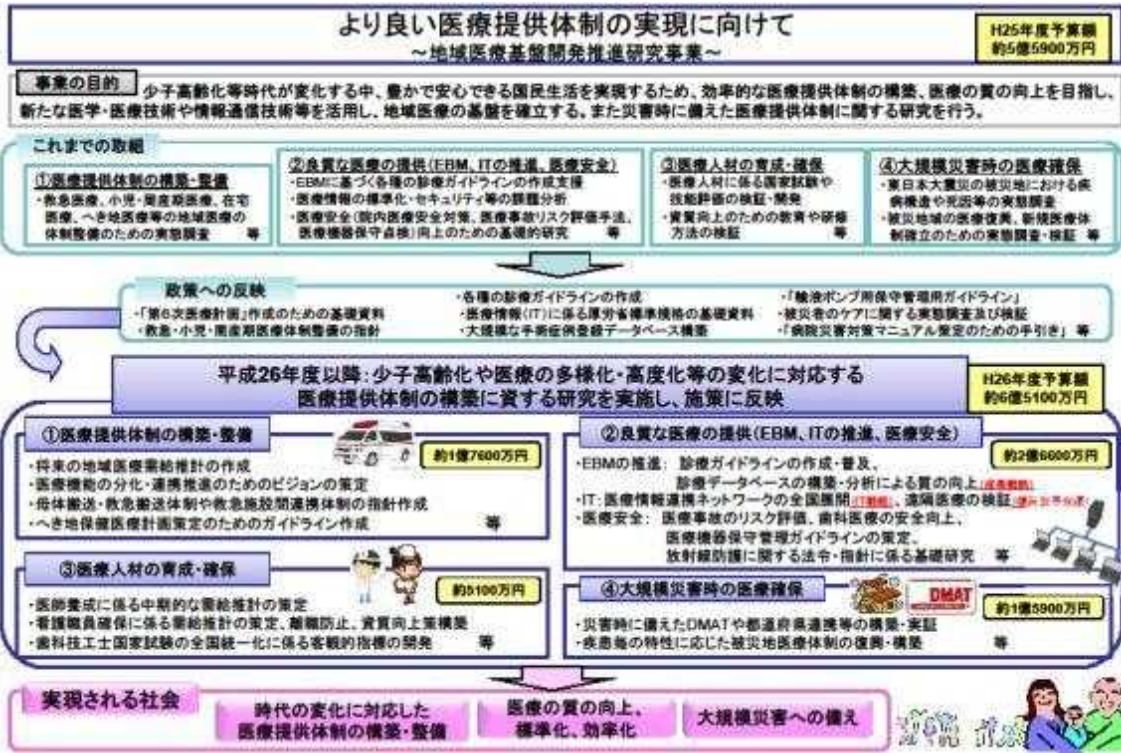 より良い医療提供体制の実現に向けて
～地域医療基盤開発推進研究事業～
H25年度予算額
約5億5900万円
事業の目的
少子高齢化等時代が変化する中、豊かで安心できる国民生活を実現するため、効率的な医療提供体制の構築、医療の質の向上を目指し、
新たな医学・医療技術や情報通信技術等を活用し、地域医療の基盤を確立する。また災害時に備えた医療提供体制に関する研究を行う。
これまでの取組
①医療提供体制の構築・整備
・救急医療、小児・周産期医療、在宅
医療、へき地医療等の地域医療の
体制整備のための実態調査 等
②良質な医療の提供(EBM、ITの推進、医療安全)
・EBMに基づく各種の診療ガイドラインの作成支援
・医療情報の標準化・セキュリティ等の課題分析
・医療安全(院内医療安全対策、医療事故リスク評価手法、
医療機器保守点検)向上のための基礎的研究 等
③医療人材の育成・確保
・医療人材に係る国家試験や
技能評価の検証・開発
・資質向上のための教育や研修
方法の検証 等
④大規模災害時の医療確保
・東日本大震災の被災地における疾
病構造や死因等の実態調査
・被災地域の医療復興、新規医療体
制確立のための実態調査・検証 等
政策への反映
・「第6次医療計画」作成のための基礎資料
・救急・小児・周産期医療体制整備の指針
・各種の診療ガイドラインの作成
・医療情報(IT)に係る厚労省標準規格の基礎資料
・大規模な手術症例登録データベース構築
・「輸液ポンプ用保守管理用ガイドライン」
・被災者のケアに関する実態調査及び検証
・「病院災害対策マニュアル策定のための手引き」 等
平成26年度以降:少子高齢化や医療の多様化・高度化等の変化に対応する
医療提供体制の構築に資する研究を実施し、施策に反映
H26年度予算額
約6億5100万円
①医療提供体制の構築・整備
約1億7600万円
・将来の地域医療需給推計の作成
・医療機能の分化・連携推進のためのビジョンの策定
・母体搬送・救急搬送体制や救急施設間連携体制の指針作成
・へき地保健医療計画策定のためのガイドライン作成 等
②良質な医療の提供(EBM、ITの推進、医療安全)
約2億6600万円
・EBMの推進: 診療ガイドラインの作成・普及、
診療データベースの構築・分析による質の向上
・IT:医療情報連携ネットワークの全国展開、遠隔医療の検証
・医療安全: 医療事故のリスク評価、歯科医療の安全向上、
医療機器保守管理ガイドラインの策定、
放射線防護に関する法令・指針に係る基礎研究 等
③医療人材の育成・確保
約5100万円
・医師養成に係る中期的な需給推計の策定
・看護職員確保に係る需給推計の策定、離職防止、資質向上策構築
・歯科技工士国家試験の全国統一化に係る客観的指標の開発 等
④大規模災害時の医療確保
DMAT
約1億5900万円
・災害時に備えたDMATや都道府県連携等の構築・実証
・疾患毎の特性に応じた被災地医療体制の復興・構築 等
実現される社会
時代の変化に対応した
医療提供体制の構築・整備
医療の質の向上、
標準化、効率化
大規模災害への備え